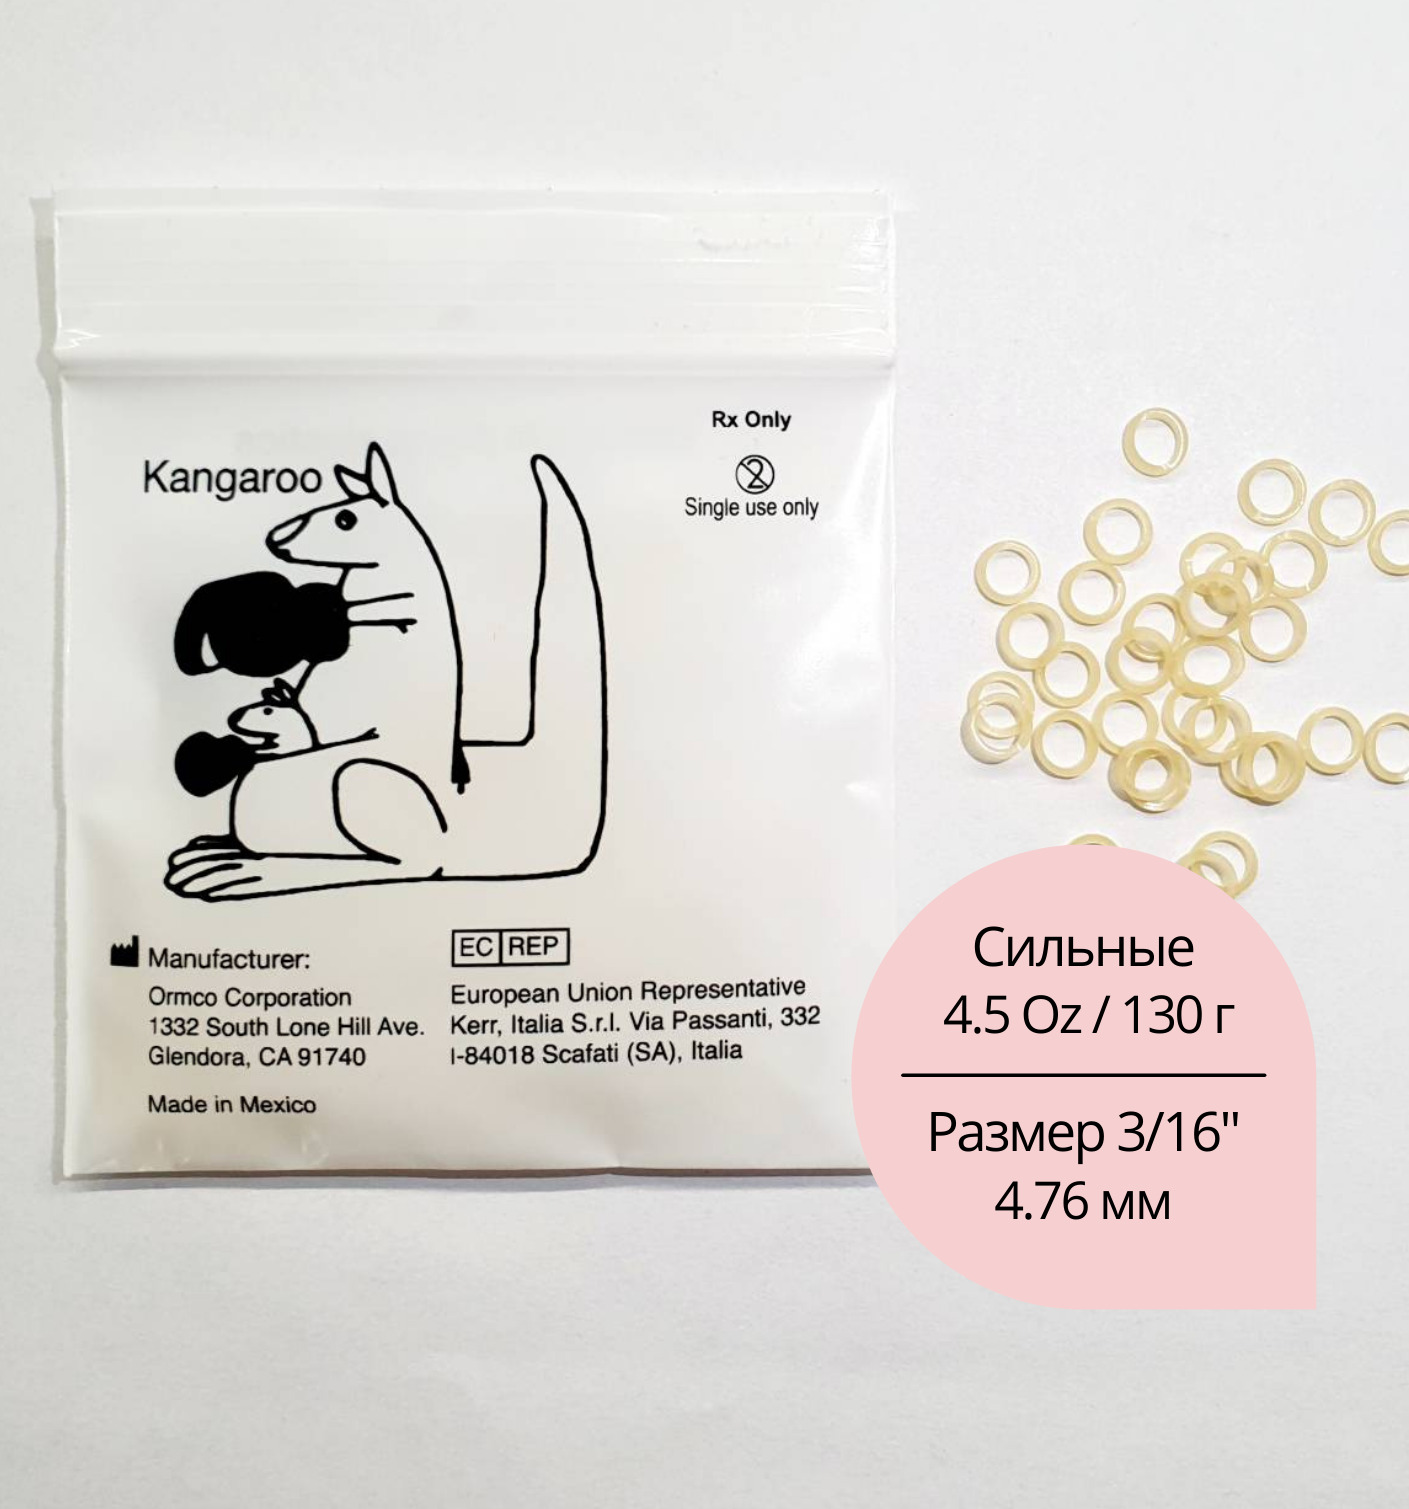 Rx Only
Kangaroo
2
Single use only
Manufacturer:
Ormco Corporation
1332 South Lone Hill Ave.
Glendora, CA 91740
Made in Mexico
EC REP
European Union Representative
Kerr, Italia S.r.l. Via Passanti, 332
I-84018 Scafati (SA), Italia
Сильные
4.5 Oz / 130 г
Размер 3/16"
4.76 мм